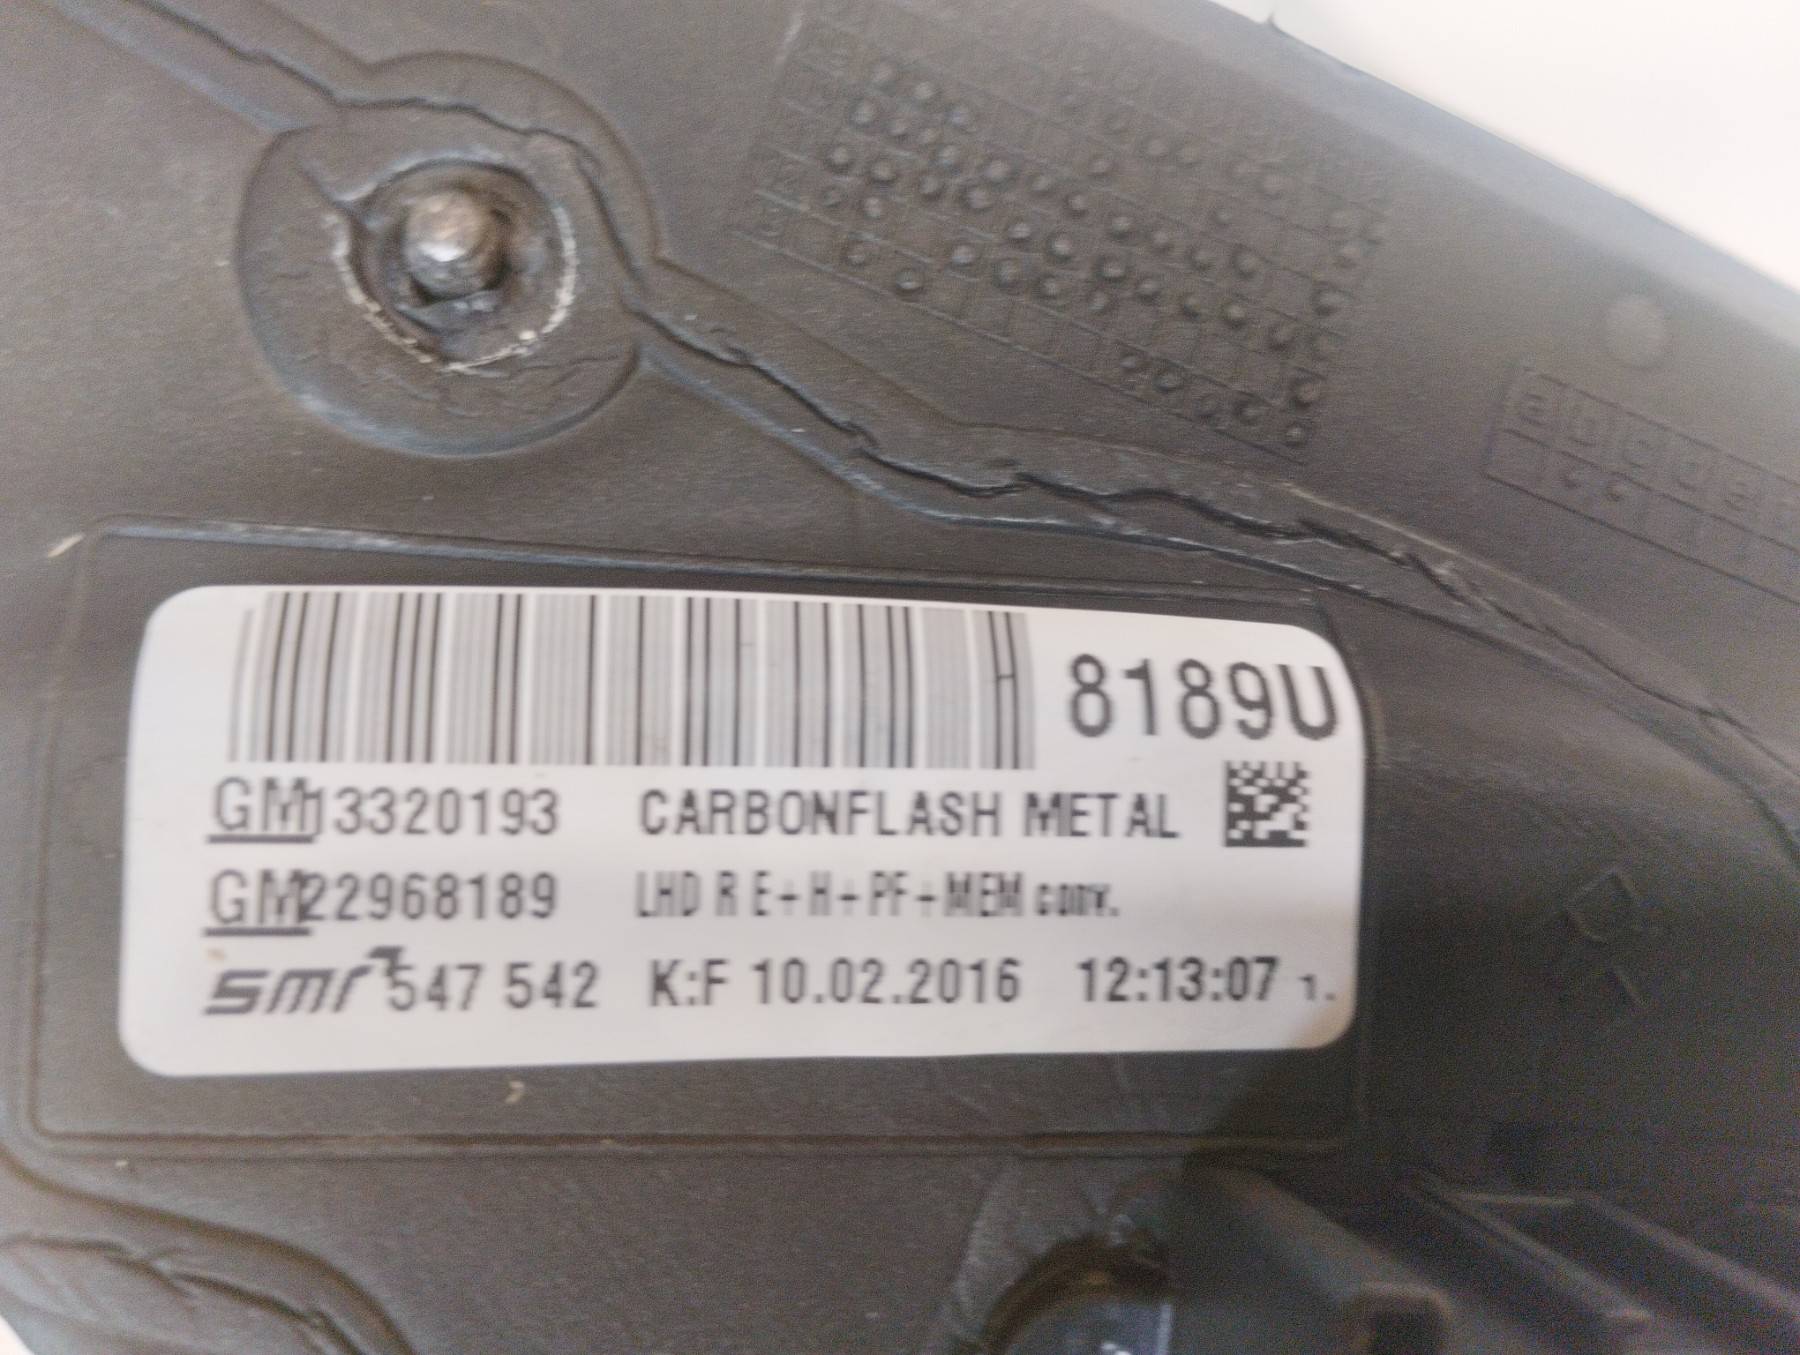 8189U
GM13320193 CARBONFLASH METAL
GM22968189 LHD R E+H+PF+MEM conv.
smr 547 542 K:F 10.02.2016 12:13:07 1.
a b c d e